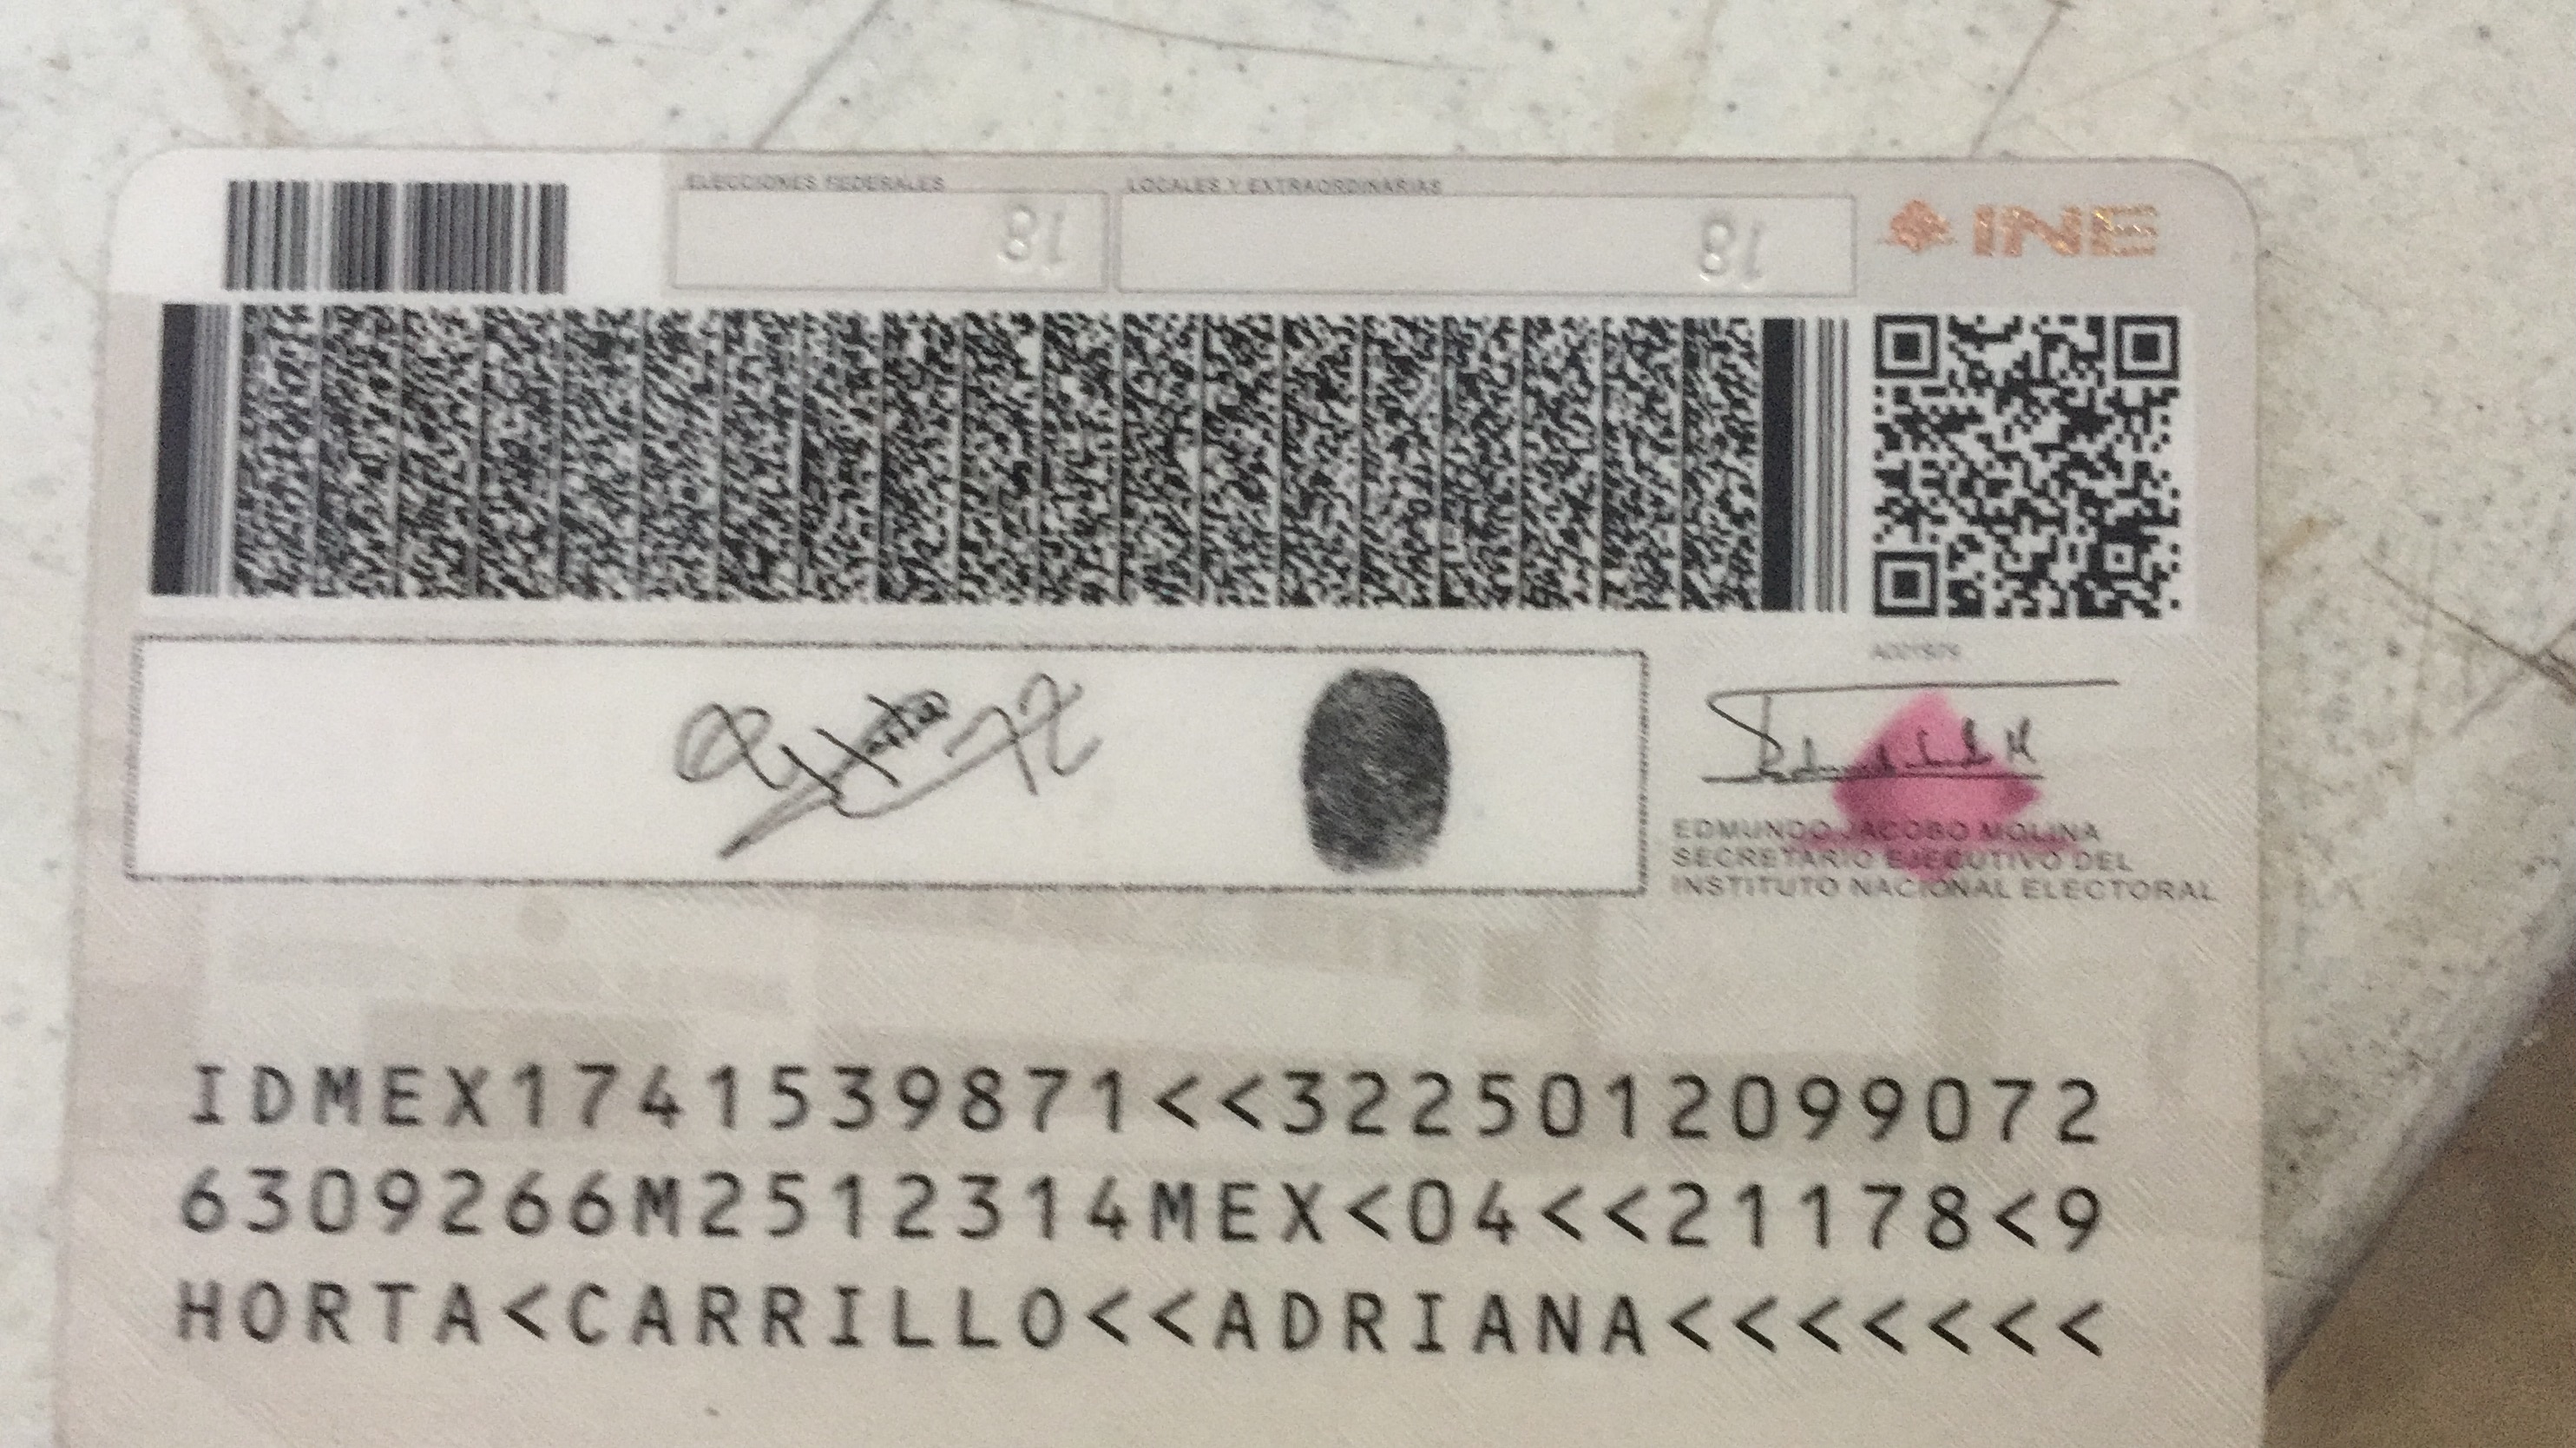 ELECCIONES FEDERALES
LOCALES Y EXTRAORDINARIAS
INE
18
18
EDMUNDO JACOBO MOLINA
SECRETARIO EJECUTIVO DEL
INSTITUTO NACIONAL ELECTORAL
IDMEX1741539871<<3225012099072
6309266M2512314MEX<04<<21178<9
HORTA<CARRILLO<<ADRIANA<<<<<<<